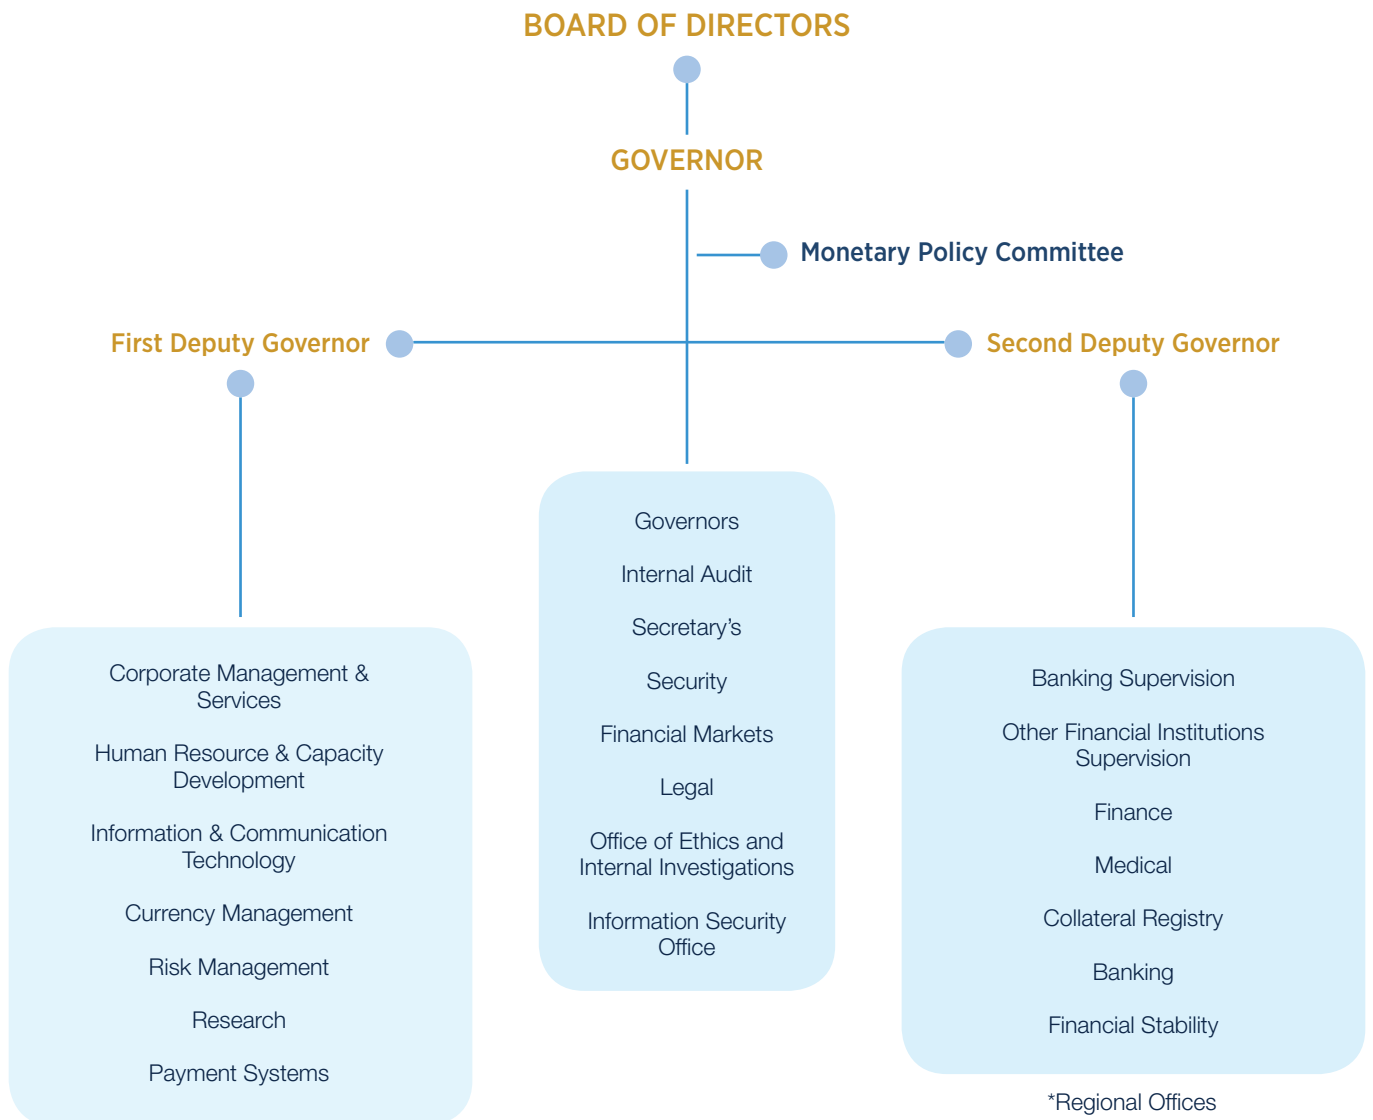 BOARD OF DIRECTORS
GOVERNOR
Monetary Policy Committee
First Deputy Governor
Second Deputy Governor
Corporate Management &
Services
Human Resource & Capacity
Development
Information & Communication
Technology
Currency Management
Risk Management
Research
Payment Systems
Governors
Internal Audit
Secretary’s
Security
Financial Markets
Legal
Office of Ethics and
Internal Investigations
Information Security
Office
Banking Supervision
Other Financial Institutions
Supervision
Finance
Medical
Collateral Registry
Banking
Financial Stability
*Regional Offices